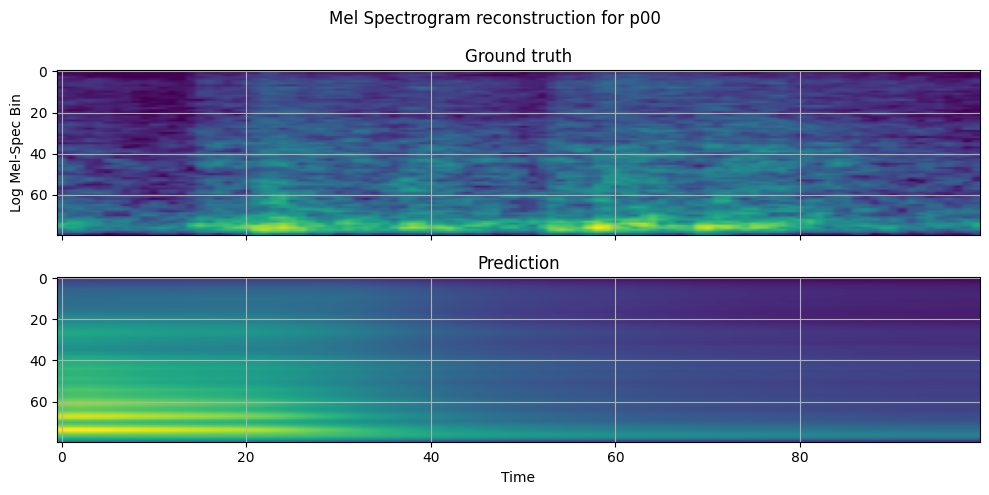 Mel Spectrogram reconstruction for p00
Ground truth
Log Mel-Spec Bin
0
20
40
60
Prediction
0
20
40
60
0 20 40 60 80
Time